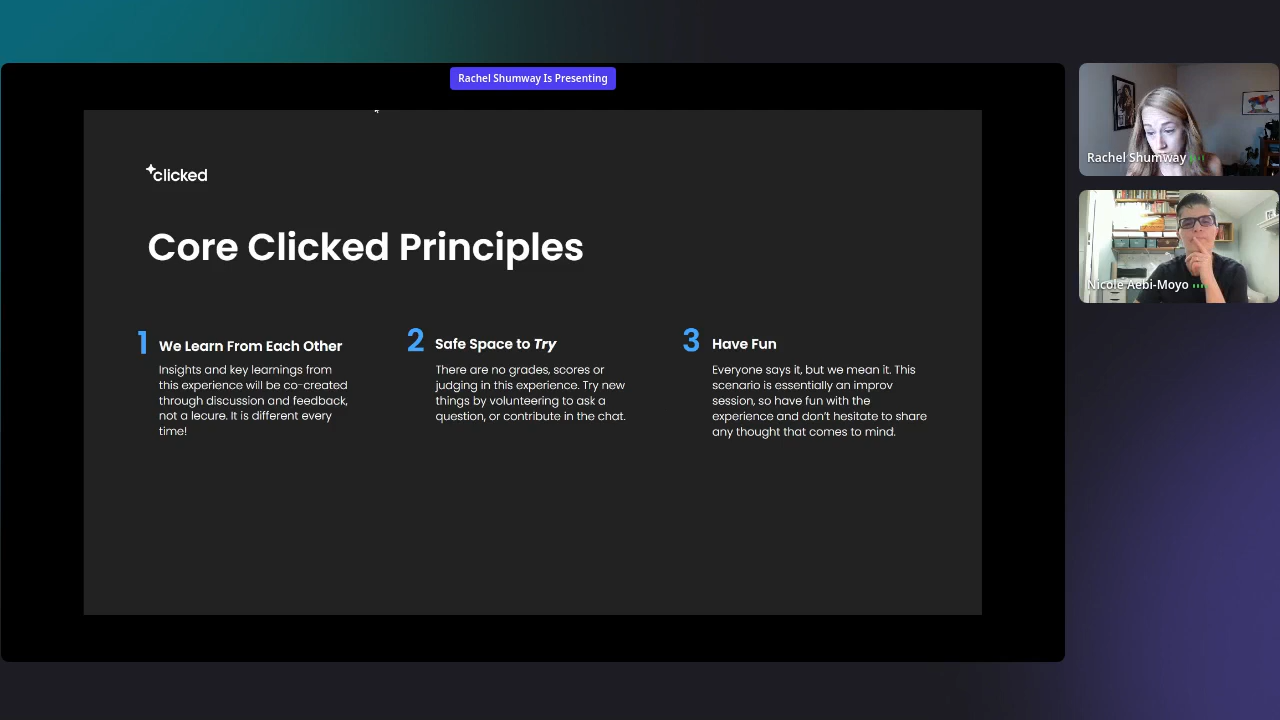 Rachel Shumway Is Presenting
clicked
Core Clicked Principles
1 We Learn From Each Other
Insights and key learnings from
this experience will be co-created
through discussion and feedback,
not a lecure. It is different every
time!
2 Safe Space to Try
There are no grades, scores or
judging in this experience. Try new
things by volunteering to ask a
question, or contribute in the chat.
3 Have Fun
Everyone says it, but we mean it. This
scenario is essentially an improv
session, so have fun with the
experience and don't hesitate to share
any thought that comes to mind.
Rachel Shumway
Nicole Aebi-Moyo